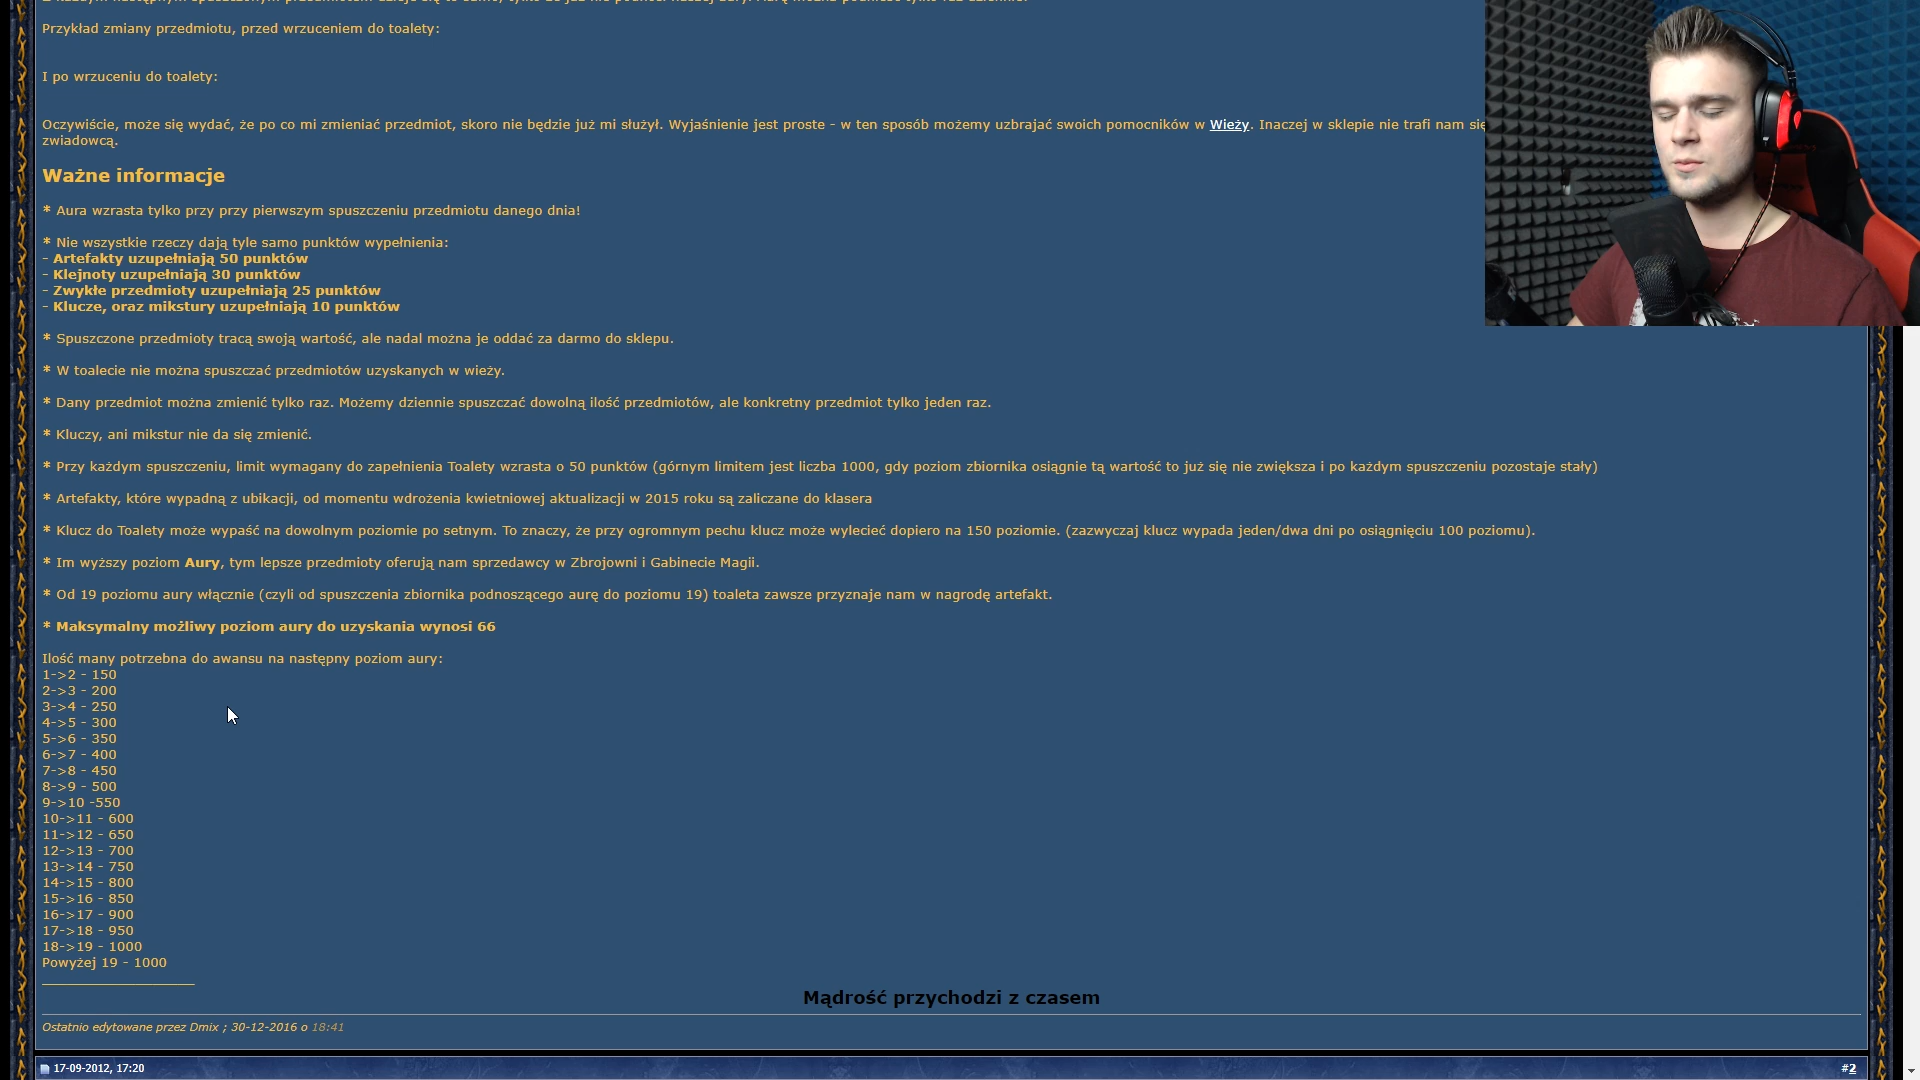 Przykład zmiany przedmiotu, przed wrzuceniem do toalety:
I po wrzuceniu do toalety:
Oczywiście, może się wydać, że po co mi zmieniać przedmiot, skoro nie będzie już mi służył. Wyjaśnienie jest proste - w ten sposób możemy uzbrajać swoich pomocników w Wieży. Inaczej w sklepie nie trafi nam się
zwiadowcą.
Ważne informacje
* Aura wzrasta tylko przy przy pierwszym spuszczeniu przedmiotu danego dnia!
* Nie wszystkie rzeczy dają tyle samo punktów wypełnienia:
- Artefakty uzupełniają 50 punktów
- Klejnoty uzupełniają 30 punktów
- Zwykłe przedmioty uzupełniają 25 punktów
- Klucze, oraz mikstury uzupełniają 10 punktów
* Spuszczone przedmioty tracą swoją wartość, ale nadal można je oddać za darmo do sklepu.
* W toalecie nie można spuszczać przedmiotów uzyskanych w wieży.
* Dany przedmiot można zmienić tylko raz. Możemy dziennie spuszczać dowolną ilość przedmiotów, ale konkretny przedmiot tylko jeden raz.
* Kluczy, ani mikstur nie da się zmienić.
* Przy każdym spuszczeniu, limit wymagany do zapełnienia Toalety wzrasta o 50 punktów (górnym limitem jest liczba 1000, gdy poziom zbiornika osiągnie tą wartość to już się nie zwiększa i po każdym spuszczeniu pozostaje stały)
* Artefakty, które wypadną z ubikacji, od momentu wdrożenia kwietniowej aktualizacji w 2015 roku są zaliczane do klasera
* Klucz do Toalety może wypaść na dowolnym poziomie po setnym. To znaczy, że przy ogromnym pechu klucz może wylecieć dopiero na 150 poziomie. (zazwyczaj klucz wypada jeden/dwa dni po osiągnięciu 100 poziomu).
* Im wyższy poziom Aury, tym lepsze przedmioty oferują nam sprzedawcy w Zbrojowni i Gabinecie Magii.
* Od 19 poziomu aury włącznie (czyli od spuszczenia zbiornika podnoszącego aurę do poziomu 19) toaleta zawsze przyznaje nam w nagrodę artefakt.
* Maksymalny możliwy poziom aury do uzyskania wynosi 66
Ilość many potrzebna do awansu na następny poziom aury:
1->2 - 150
2->3 - 200
3->4 - 250
4->5 - 300
5->6 - 350
6->7 - 400
7->8 - 450
8->9 - 500
9->10 -550
10->11 - 600
11->12 - 650
12->13 - 700
13->14 - 750
14->15 - 800
15->16 - 850
16->17 - 900
17->18 - 950
18->19 - 1000
Powyżej 19 - 1000
Mądrość przychodzi z czasem
Ostatnio edytowane przez Dmix ; 30-12-2016 o 18:41
17-09-2012, 17:20
#2